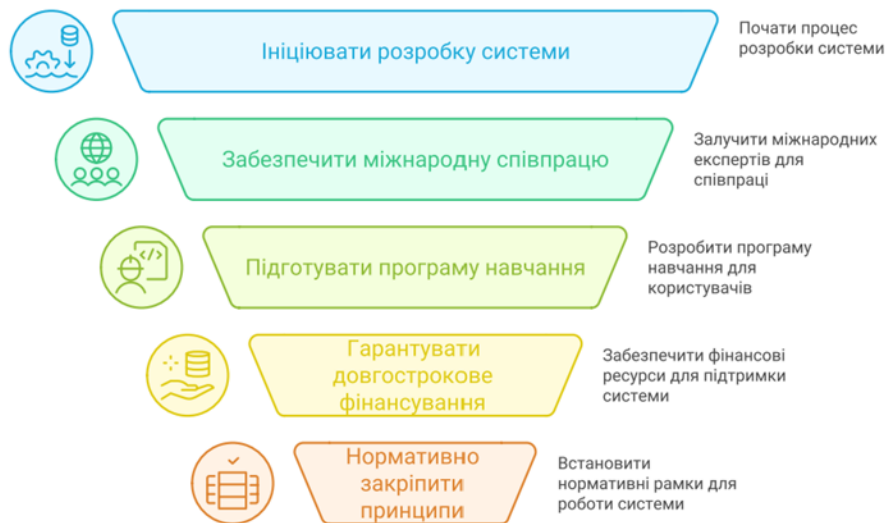 Ініціювати розробку системи
Почати процес
розробки системи
Забезпечити міжнародну співпрацю
Залучити міжнародних
експертів для
співпраці
Підготувати програму навчання
Розробити програму
навчання для
користувачів
Гарантувати
довгострокове
фінансування
Забезпечити фінансові
ресурси для підтримки
системи
Нормативно
закріпити
принципи
Встановити
нормативні рамки для
роботи системи